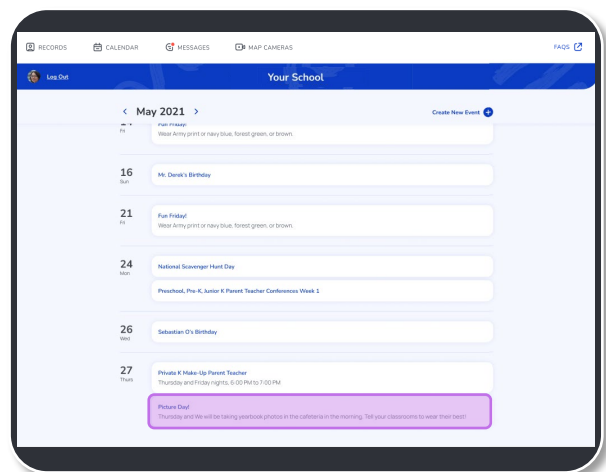 RECORDS
CALENDAR
MESSAGES
MAP CAMERAS
FAQS
Log Out
Your School
< May 2021 >
Create New Event
Fri
Fun Friday!
Wear Army print or navy blue, forest green, or brown.
16
Sun
Mr. Derek's Birthday
21
Fri
Fun Friday!
Wear Army print or navy blue, forest green, or brown.
24
Mon
National Scavenger Hunt Day
Preschool, Pre-K, Junior K Parent Teacher Conferences Week 1
26
Wed
Sebastian O's Birthday
27
Thurs
Private K Make-Up Parent Teacher
Thursday and Friday nights, 6:00 PM to 7:00 PM
Picture Day!
Thursday and We will be taking yearbook photos in the cafeteria in the morning. Tell your classrooms to wear their best!